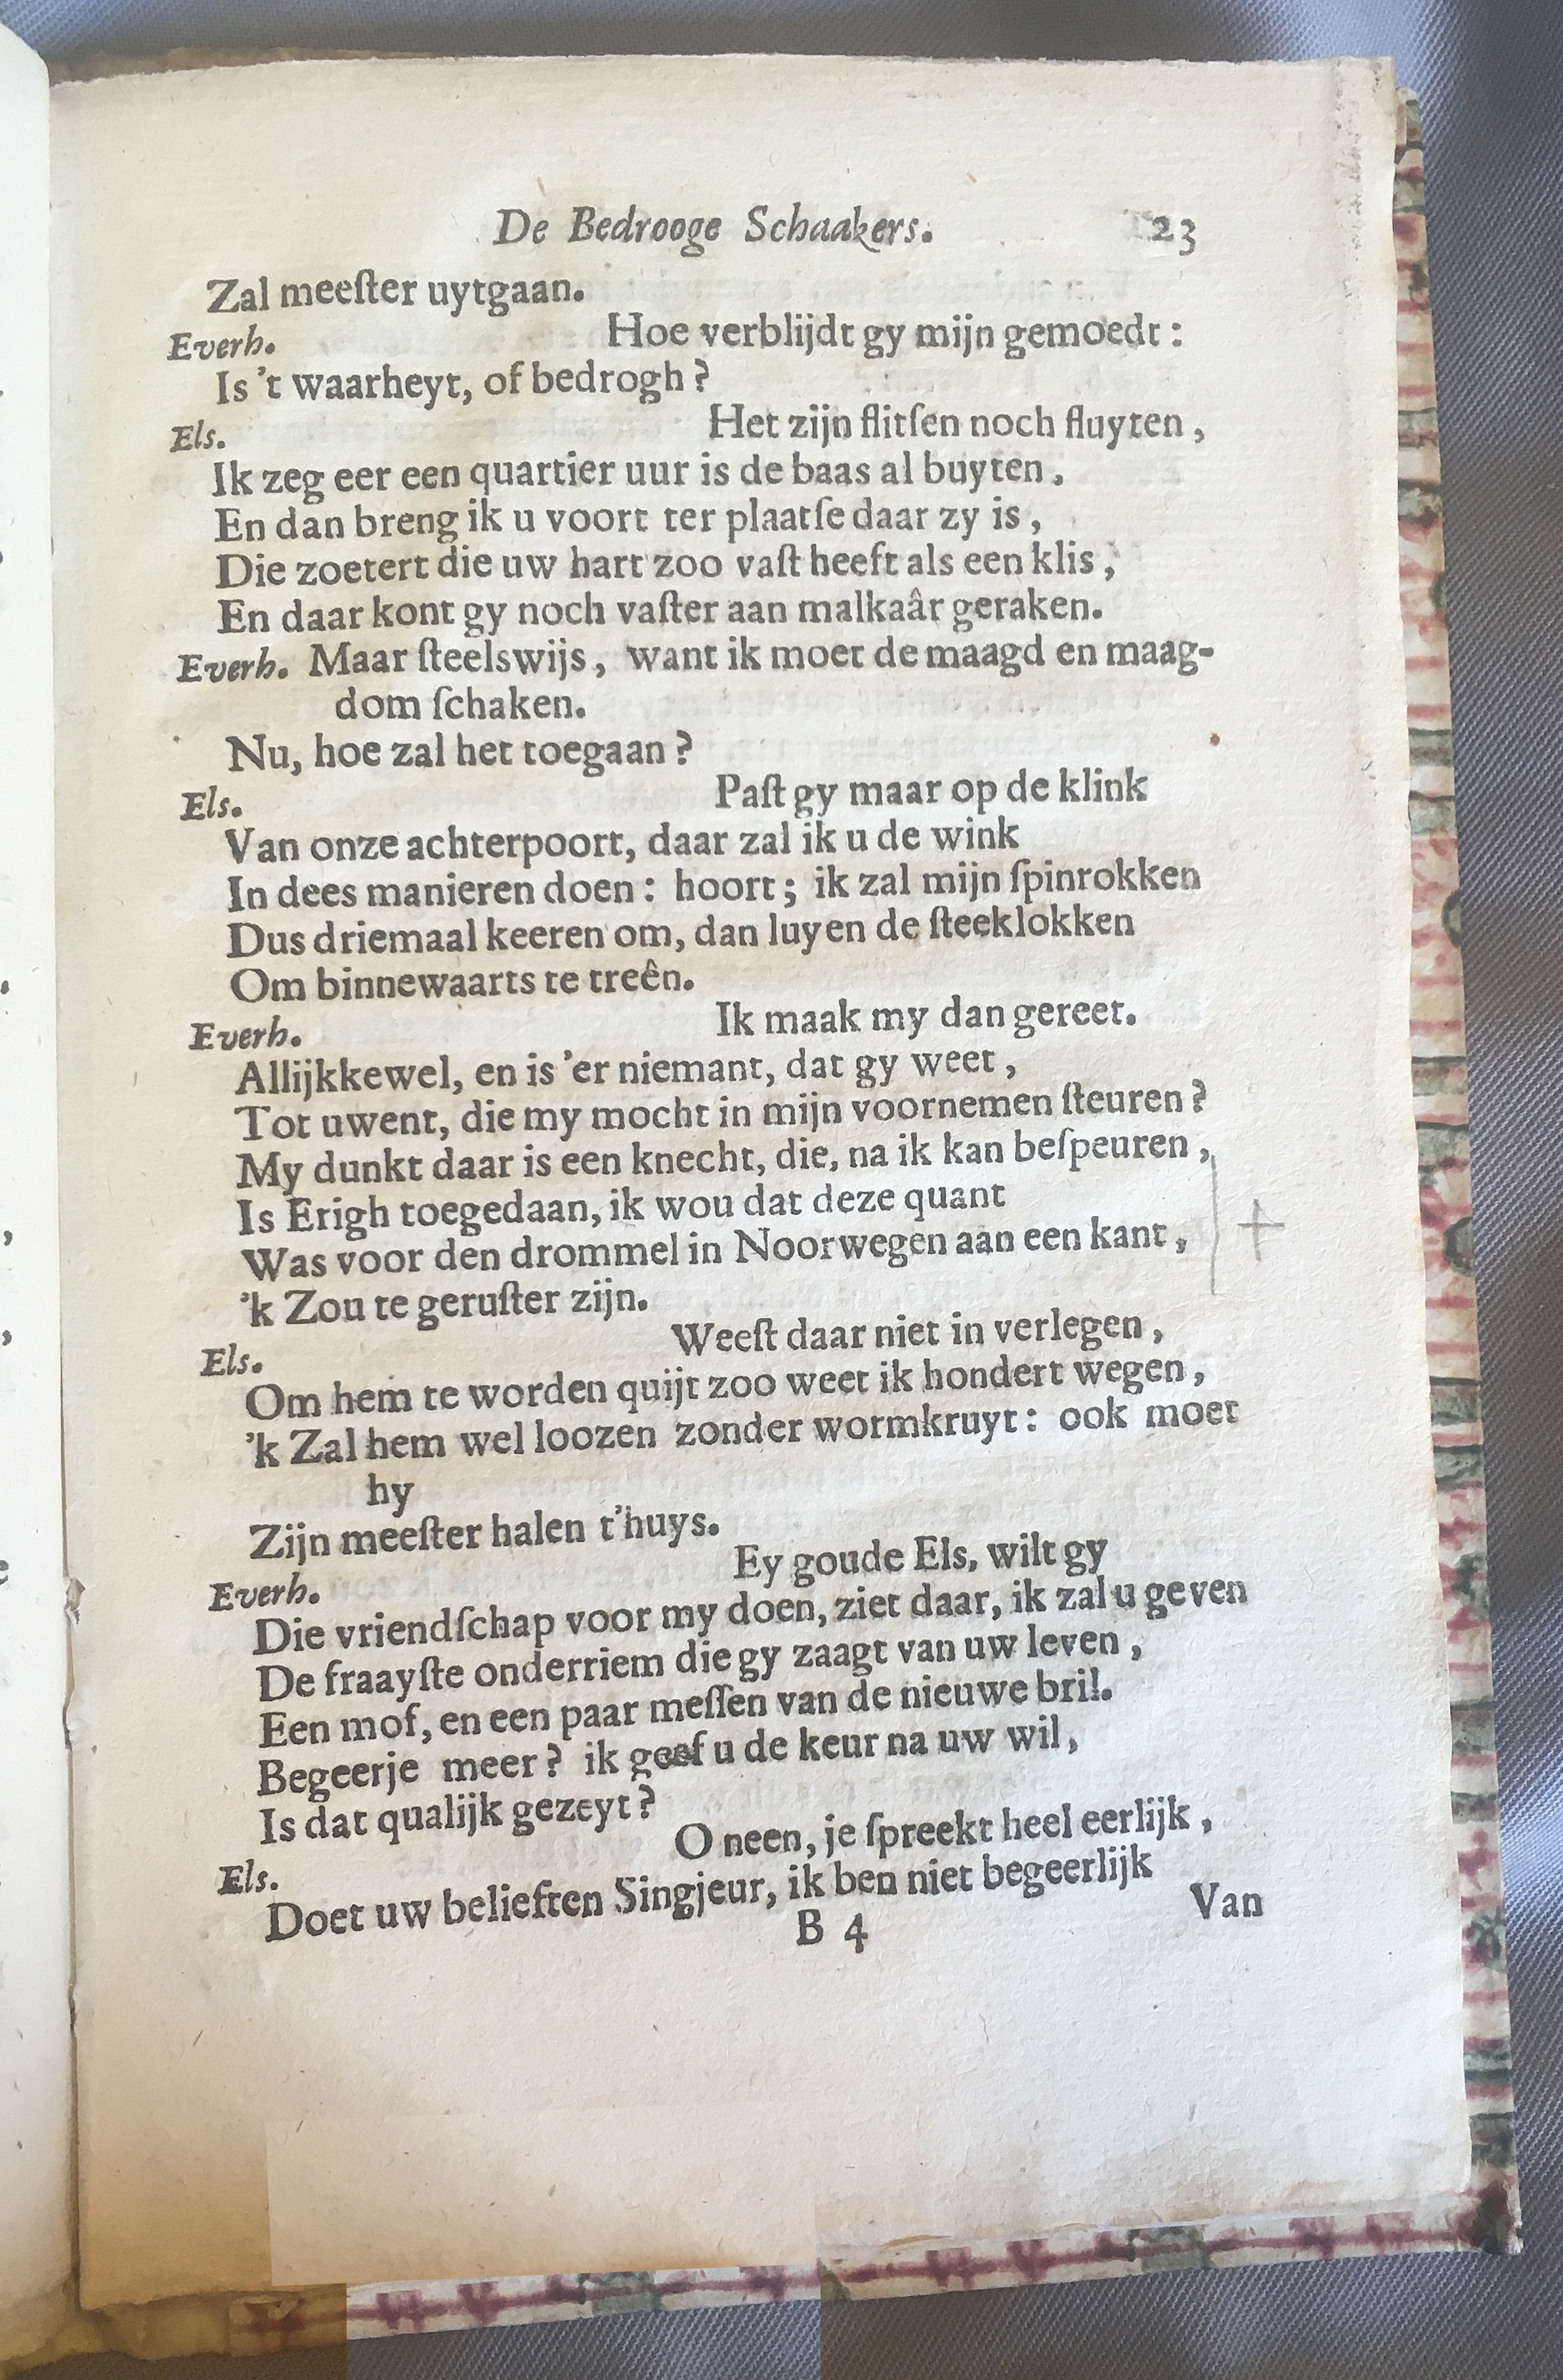 De Bedrooge Schaakers. 23
Zal meeſter uytgaan.
Everh. Hoe verblijdt gy mijn gemoedt:
Is 't waarheyt, of bedrogh?
Els. Het zijn flitſen noch fluyten,
Ik zeg eer een quartier uur is de baas al buyten,
En dan breng ik u voort ter plaatſe daar zy is,
Die zoetert die uw hart zoo vaſt heeft als een klis,
En daar kont gy noch vaſter aan malkaâr geraken.
Everh. Maar ſteelswijs, want ik moet de maagd en maag-
dom ſchaken.
Nu, hoe zal het toegaan?
Els. Paſt gy maar op de klink
Van onze achterpoort, daar zal ik u de wink
In dees manieren doen: hoort; ik zal mijn ſpinrokken
Dus driemaal keeren om, dan luyen de ſteeklokken
Om binnewaarts te treên.
Everh. Ik maak my dan gereet.
Allijkkewel, en is 'er niemant, dat gy weet,
Tot uwent, die my mocht in mijn voornemen ſteuren?
My dunkt daar is een knecht, die, na ik kan beſpeuren,
Is Erigh toegedaan, ik wou dat deze quant
Was voor den drommel in Noorwegen aan een kant,
'k Zou te geruſter zijn.
Els. Weeſt daar niet in verlegen,
Om hem te worden quijt zoo weet ik hondert wegen,
'k Zal hem wel loozen zonder wormkruyt: ook moet
hy
Zijn meeſter halen t'huys.
Everh. Ey goude Els, wilt gy
Die vriendſchap voor my doen, ziet daar, ik zal u geven
De fraayſte onderriem die gy zaagt van uw leven,
Een mof, en een paar meſſen van de nieuwe bril.
Begeerje meer? ik geef u de keur na uw wil,
Is dat qualijk gezeyt?
Els. O neen, je ſpreekt heel eerlijk,
Doet uw belieften Singjeur, ik ben niet begeerlijk
B 4 Van